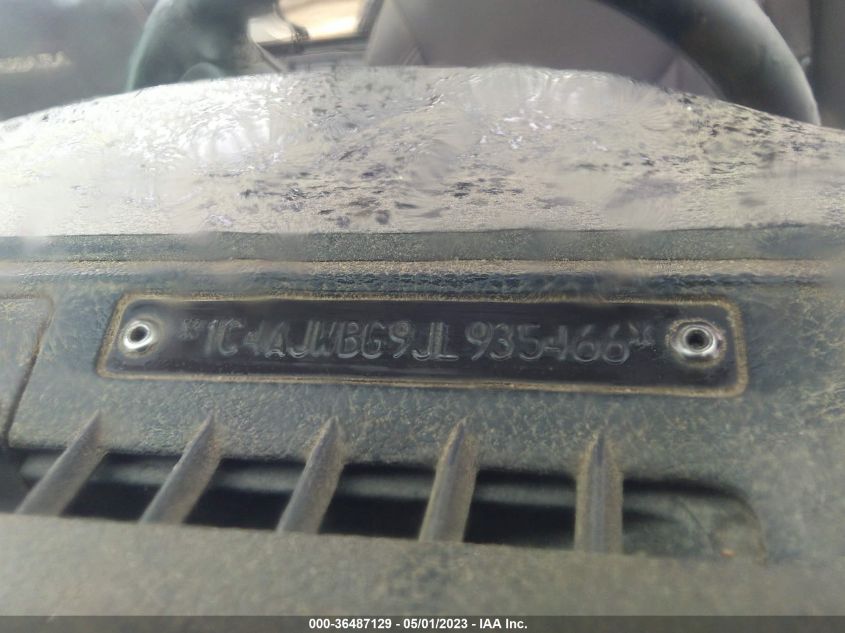 *1C4AJWBG9JL935466*
000-36487129 - 05/01/2023 - IAA Inc.